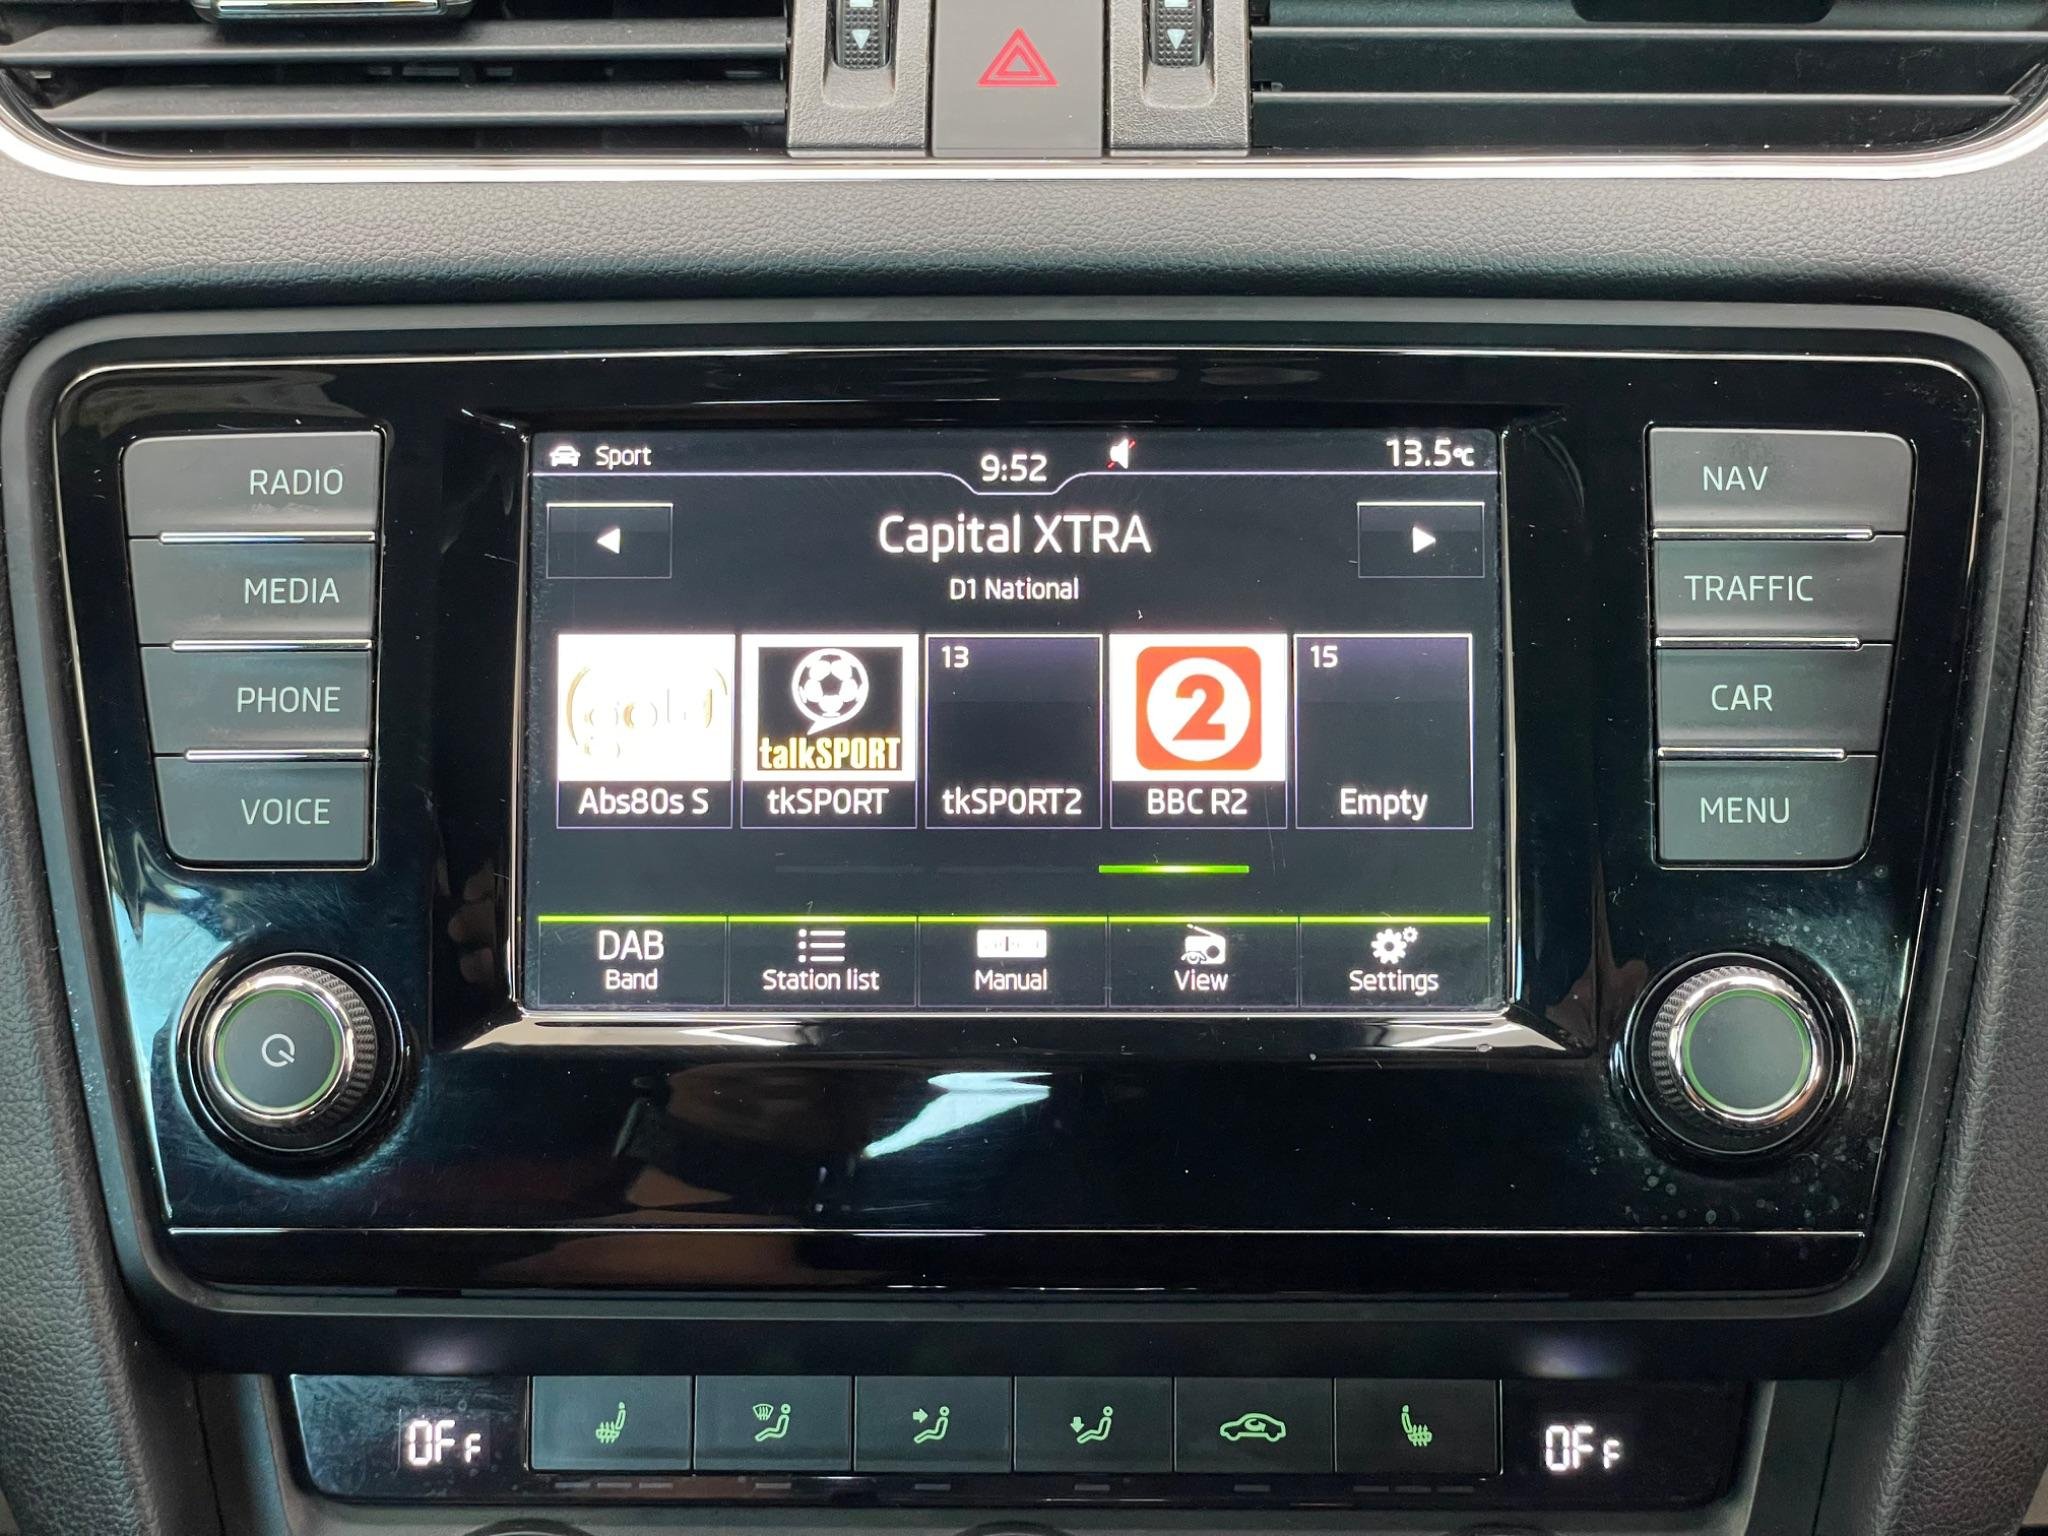 Sport
9:52
13.5°C
Capital XTRA
D1 National
RADIO
MEDIA
PHONE
VOICE
NAV
TRAFFIC
CAR
MENU
gold
Abs80s S
talkSPORT
tkSPORT
13
tkSPORT2
2
BBC R2
15
Empty
DAB
Band
Station list
Manual
View
Settings
OFF
OFF